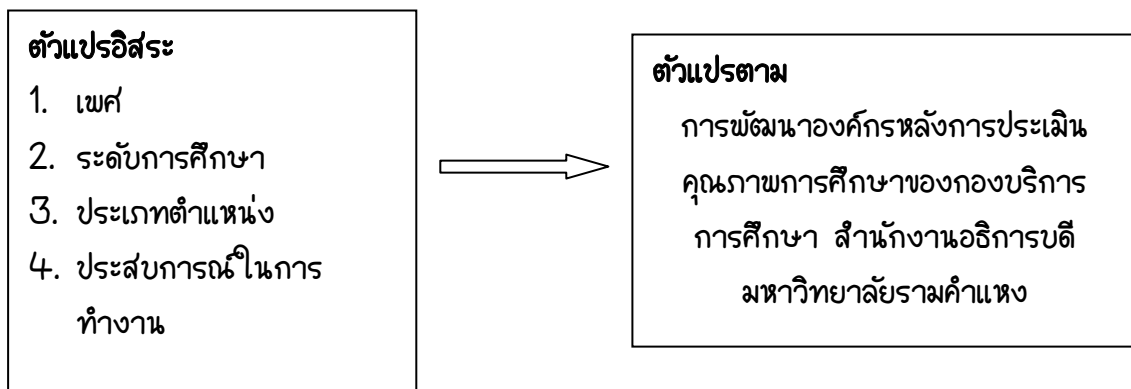 ตัวแปรอิสระ
1. เพศ
2. ระดับการศึกษา
3. ประเภทตำแหน่ง
4. ประสบการณ์ในการ
ทำงาน
ตัวแปรตาม
การพัฒนาองค์กรหลังการประเมิน
คุณภาพการศึกษาของกองบริการ
การศึกษา สำนักงานอธิการบดี
มหาวิทยาลัยรามคำแหง